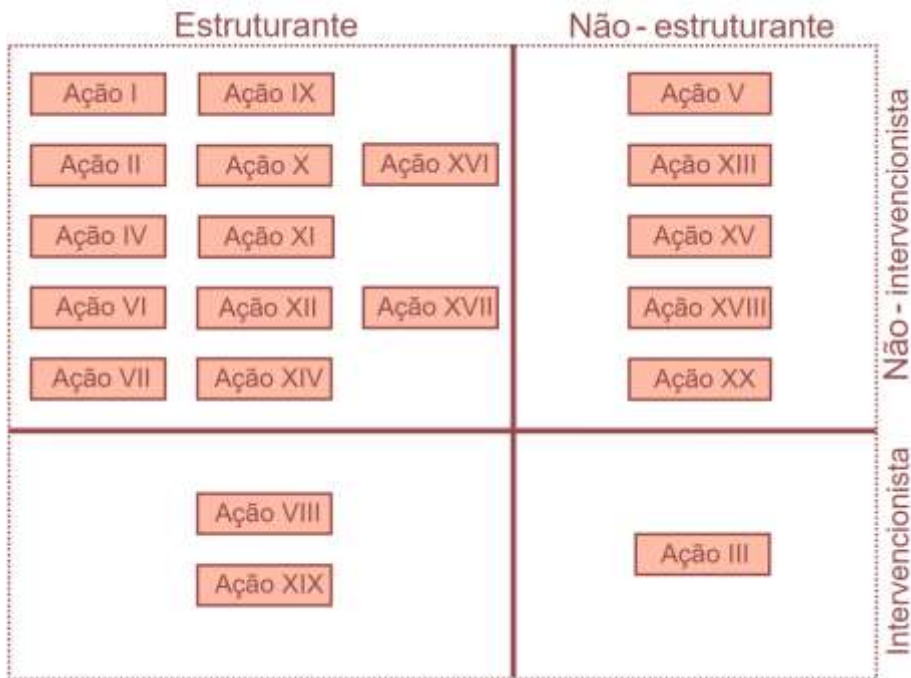 Estruturante
Não - estruturante
Ação I
Ação IX
Ação V
Ação II
Ação X
Ação XVI
Ação XIII
Ação IV
Ação XI
Ação XV
Ação VI
Ação XII
Ação XVII
Ação XVIII
Ação VII
Ação XIV
Ação XX
Não - intervencionista
Ação VIII
Ação XIX
Ação III
Intervencionista